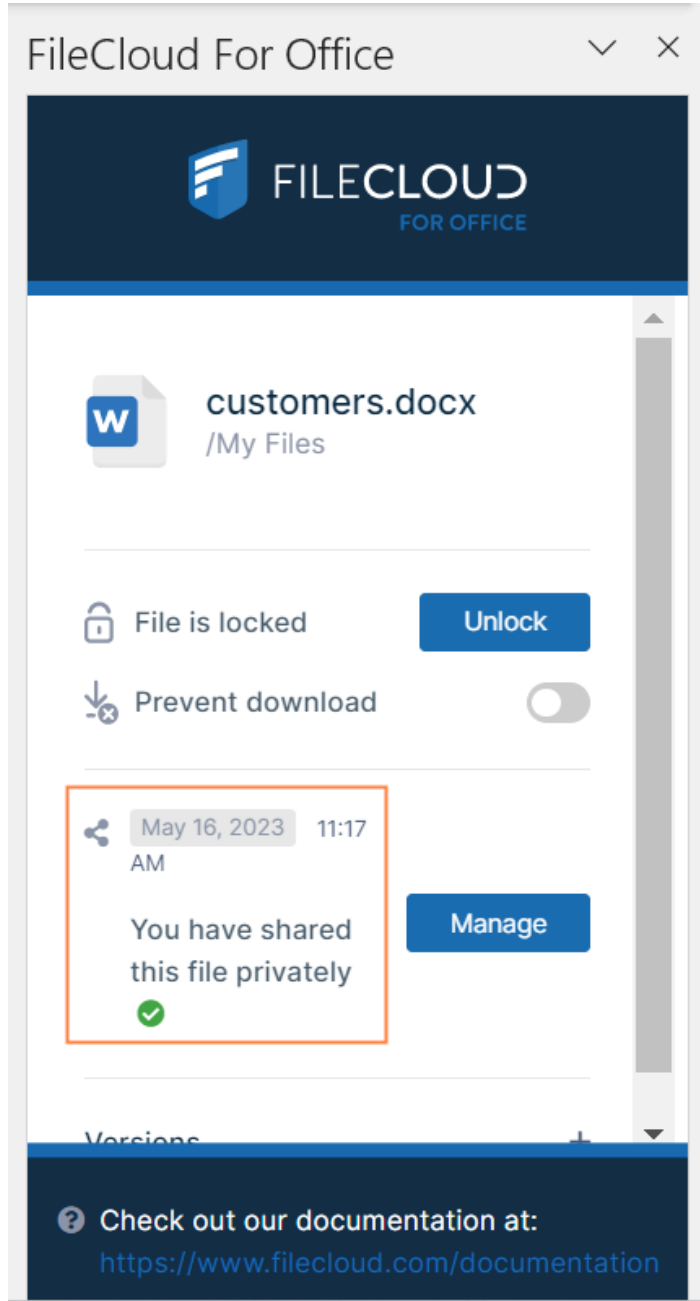 FileCloud For Office
FILECLOUD
FOR OFFICE
W
customers.docx
/My Files
File is locked
Unlock
Prevent download
May 16, 2023 11:17
AM
You have shared
this file privately
Manage
Versions
Check out our documentation at:
https://www.filecloud.com/documentation